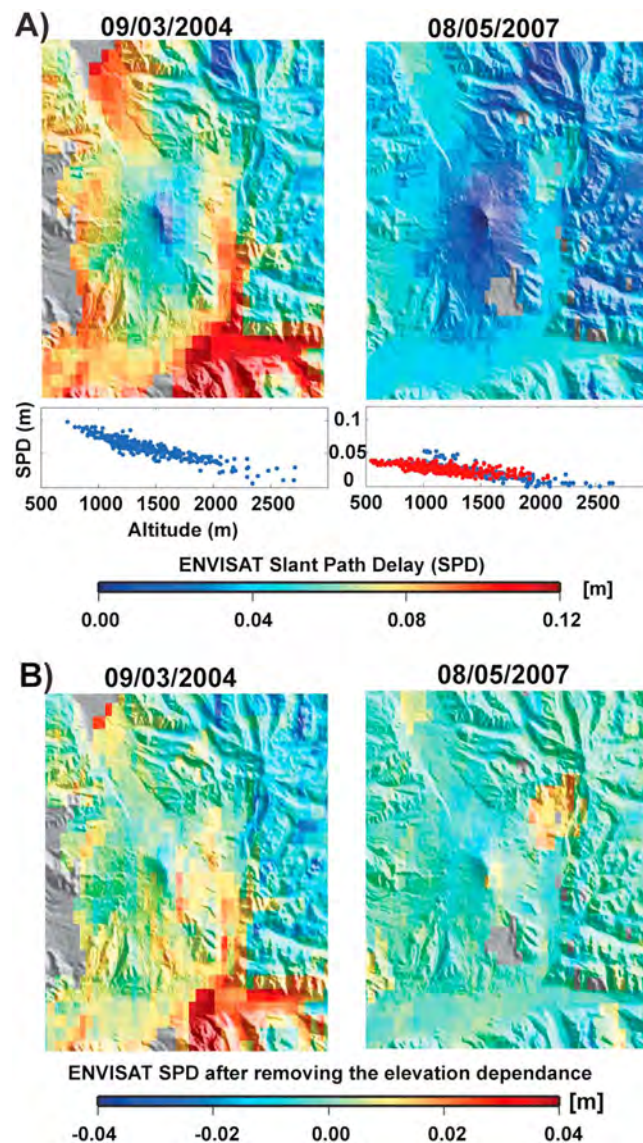 A)
09/03/2004 08/05/2007
SPD (m)
0.1
0.05
0
500 1000 1500 2000 2500 500 1000 1500 2000 2500
Altitude (m)
ENVISAT Slant Path Delay (SPD)
[m]
0.00 0.04 0.08 0.12
B)
09/03/2004 08/05/2007
ENVISAT SPD after removing the elevation dependance
[m]
-0.04 -0.02 0.00 0.02 0.04